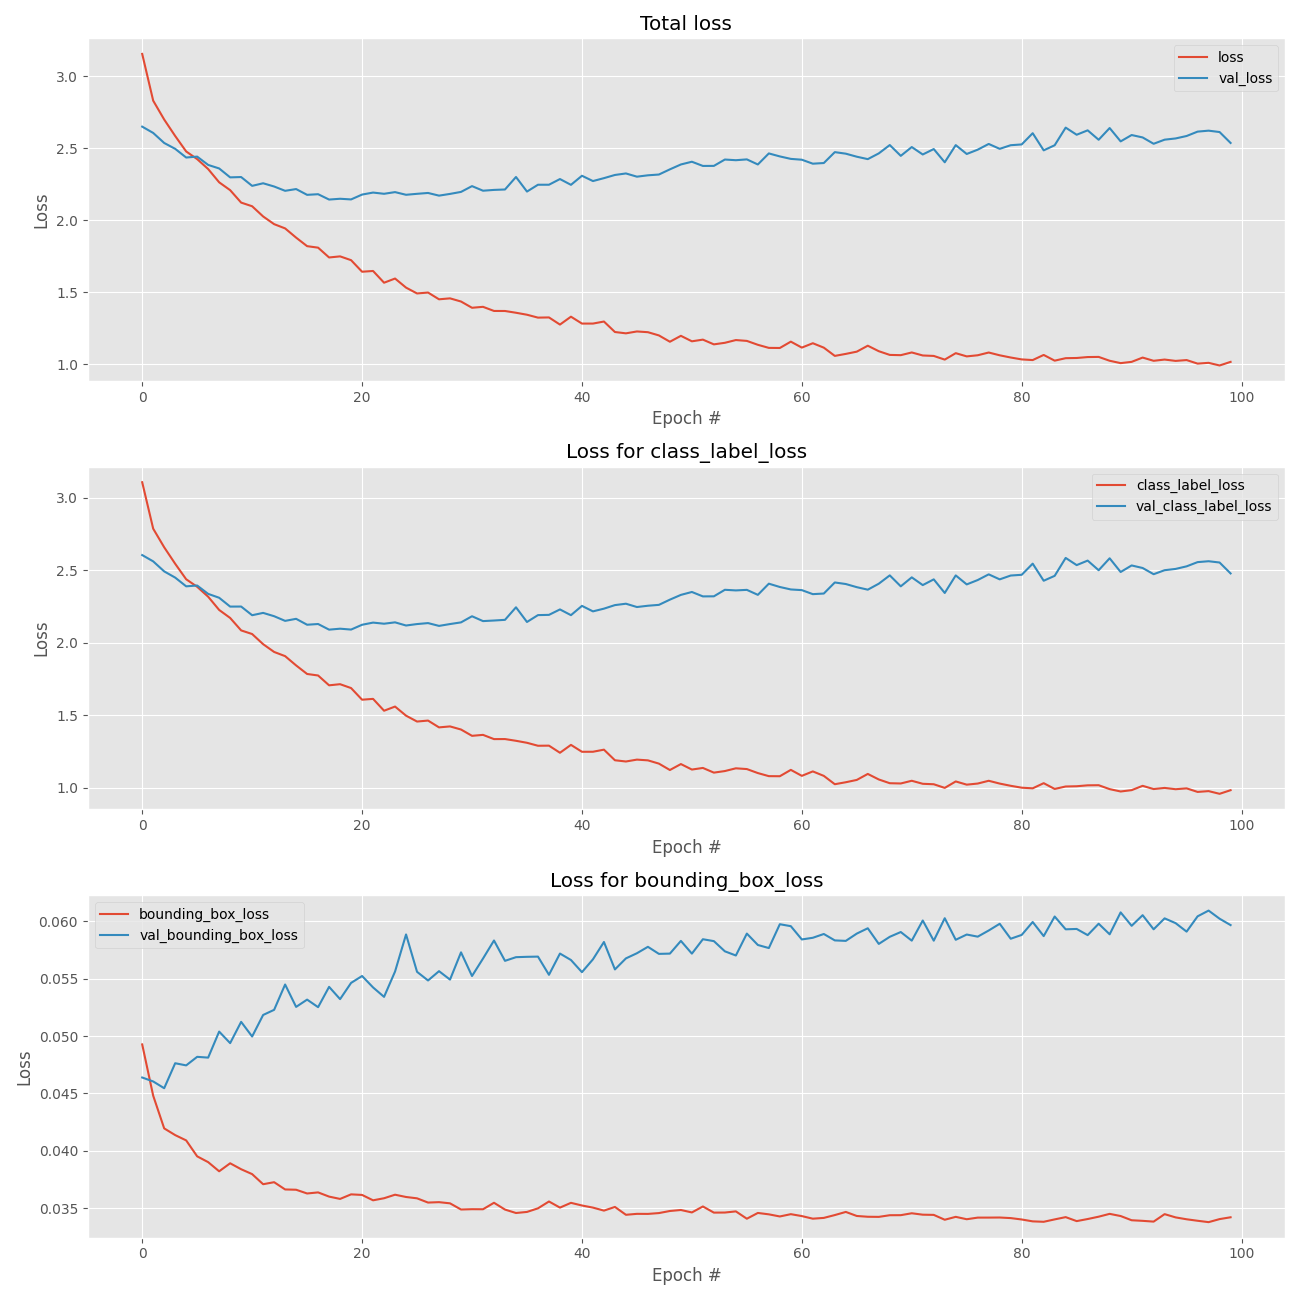 Total loss
loss
val_loss
Loss
3.0
2.5
2.0
1.5
1.0
0 20 40 60 80 100
Epoch #
Loss for class_label_loss
class_label_loss
val_class_label_loss
Loss
3.0
2.5
2.0
1.5
1.0
0 20 40 60 80 100
Epoch #
Loss for bounding_box_loss
bounding_box_loss
val_bounding_box_loss
Loss
0.060
0.055
0.050
0.045
0.040
0.035
0 20 40 60 80 100
Epoch #